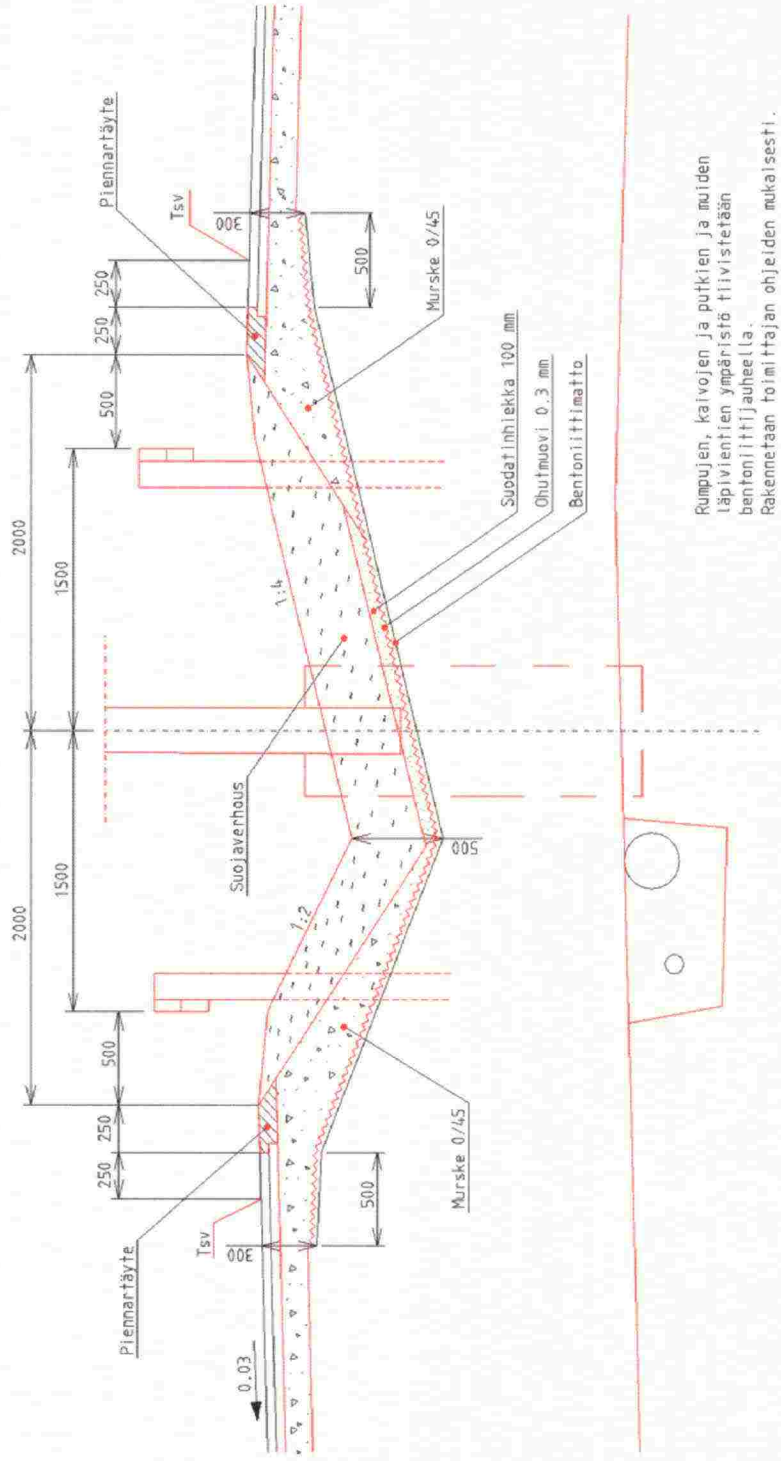 2000
2000
1500
1500
500
250
250
500
250
250
Piennartäyte
Piennartäyte
Tsv
Tsv
0.03
300
300
500
500
1:2
1:4
500
Suojaverhous
Murske 0/45
Murske 0/45
Suodatinhiekka 100 mm
Ohutmuovi 0.3 mm
Bentoniittimatto
Rumpujen, kaivojen ja putkien ja muiden
läpivientien ympäristö tiivistetään
bentoniittijauheella.
Rakennetaan toimittajan ohjeiden mukaisesti.